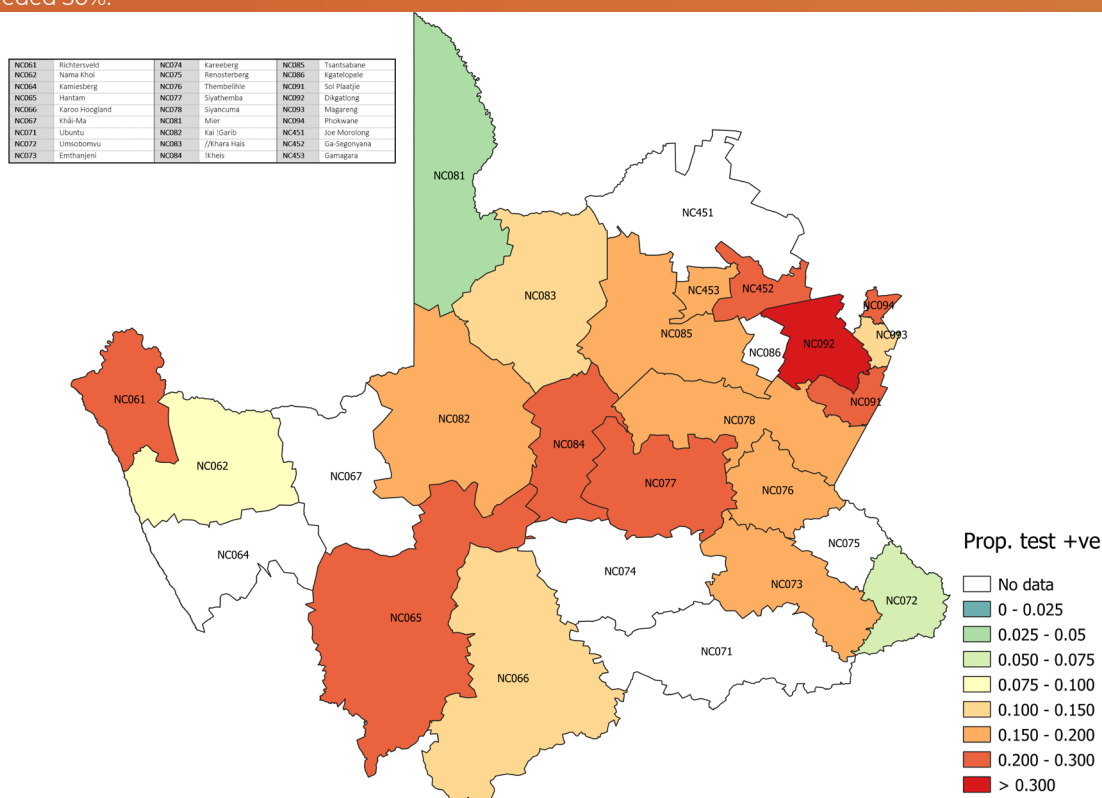 30%.
NC061 Richtersveld NC074 Kareeberg NC085 Tsantsabane
NC062 Nama Khoi NC075 Renosterberg NC086 Kgatelopele
NC064 Kamiesberg NC076 Thembelihle NC091 Sol Plaatjie
NC065 Hantam NC077 Siyathemba NC092 Dikgatlong
NC066 Karoo Hoogland NC078 Siyancuma NC093 Magareng
NC067 Khâi-Ma NC081 Mier NC094 Phokwane
NC071 Ubuntu NC082 Kai !Garib NC451 Joe Morolong
NC072 Umsobomvu NC083 //Khara Hais NC452 Ga-Segonyana
NC073 Emthanjeni NC084 !Kheis NC453 Gamagara
NC081
NC451
NC083
NC453
NC452
NC094
NC085
NC086
NC092
NC093
NC061
NC082
NC091
NC078
NC084
NC062
NC067
NC077
NC076
NC064
NC074
NC075
NC073
NC072
NC065
NC066
NC071
Prop. test +ve
No data
0 - 0.025
0.025 - 0.05
0.050 - 0.075
0.075 - 0.100
0.100 - 0.150
0.150 - 0.200
0.200 - 0.300
> 0.300